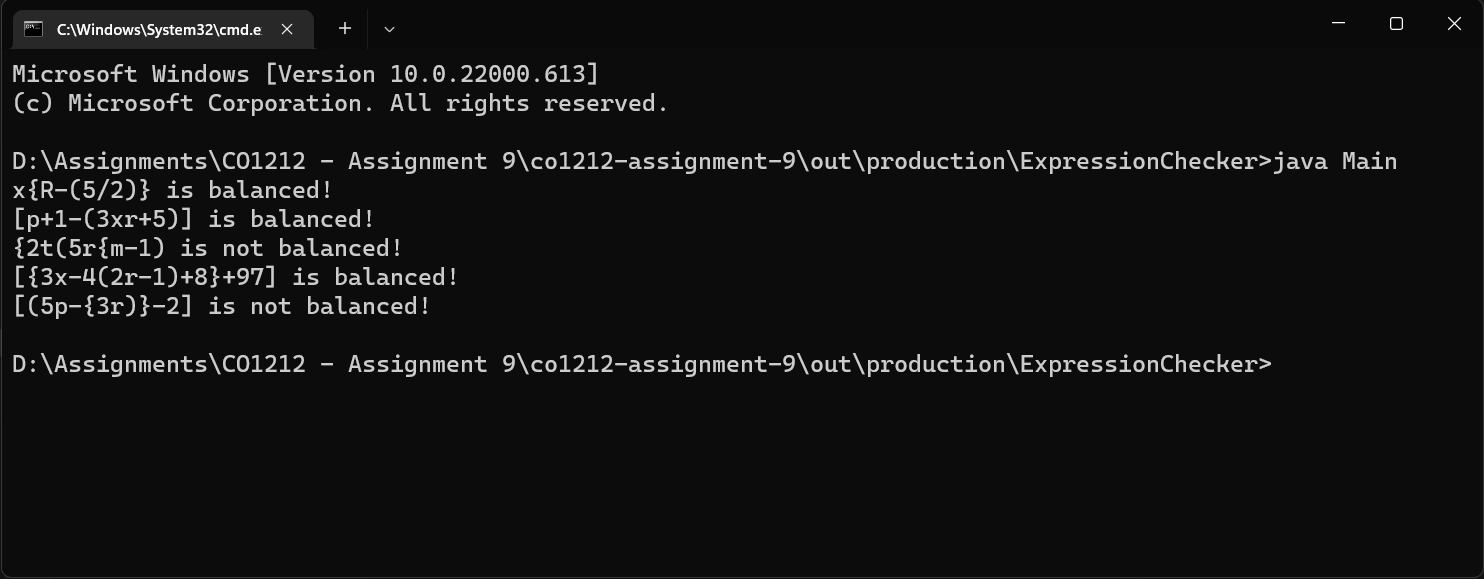 C:\Windows\System32\cmd.e
Microsoft Windows [Version 10.0.22000.613]
(c) Microsoft Corporation. All rights reserved.
D:\Assignments\CO1212 - Assignment 9\co1212-assignment-9\out\production\ExpressionChecker>java Main
x{R-(5/2)} is balanced!
[p+1-(3xr+5)] is balanced!
{2t(5r{m-1) is not balanced!
[{3x-4(2r-1)+8}+97] is balanced!
[(5p-{3r)}-2] is not balanced!
D:\Assignments\CO1212 - Assignment 9\co1212-assignment-9\out\production\ExpressionChecker>